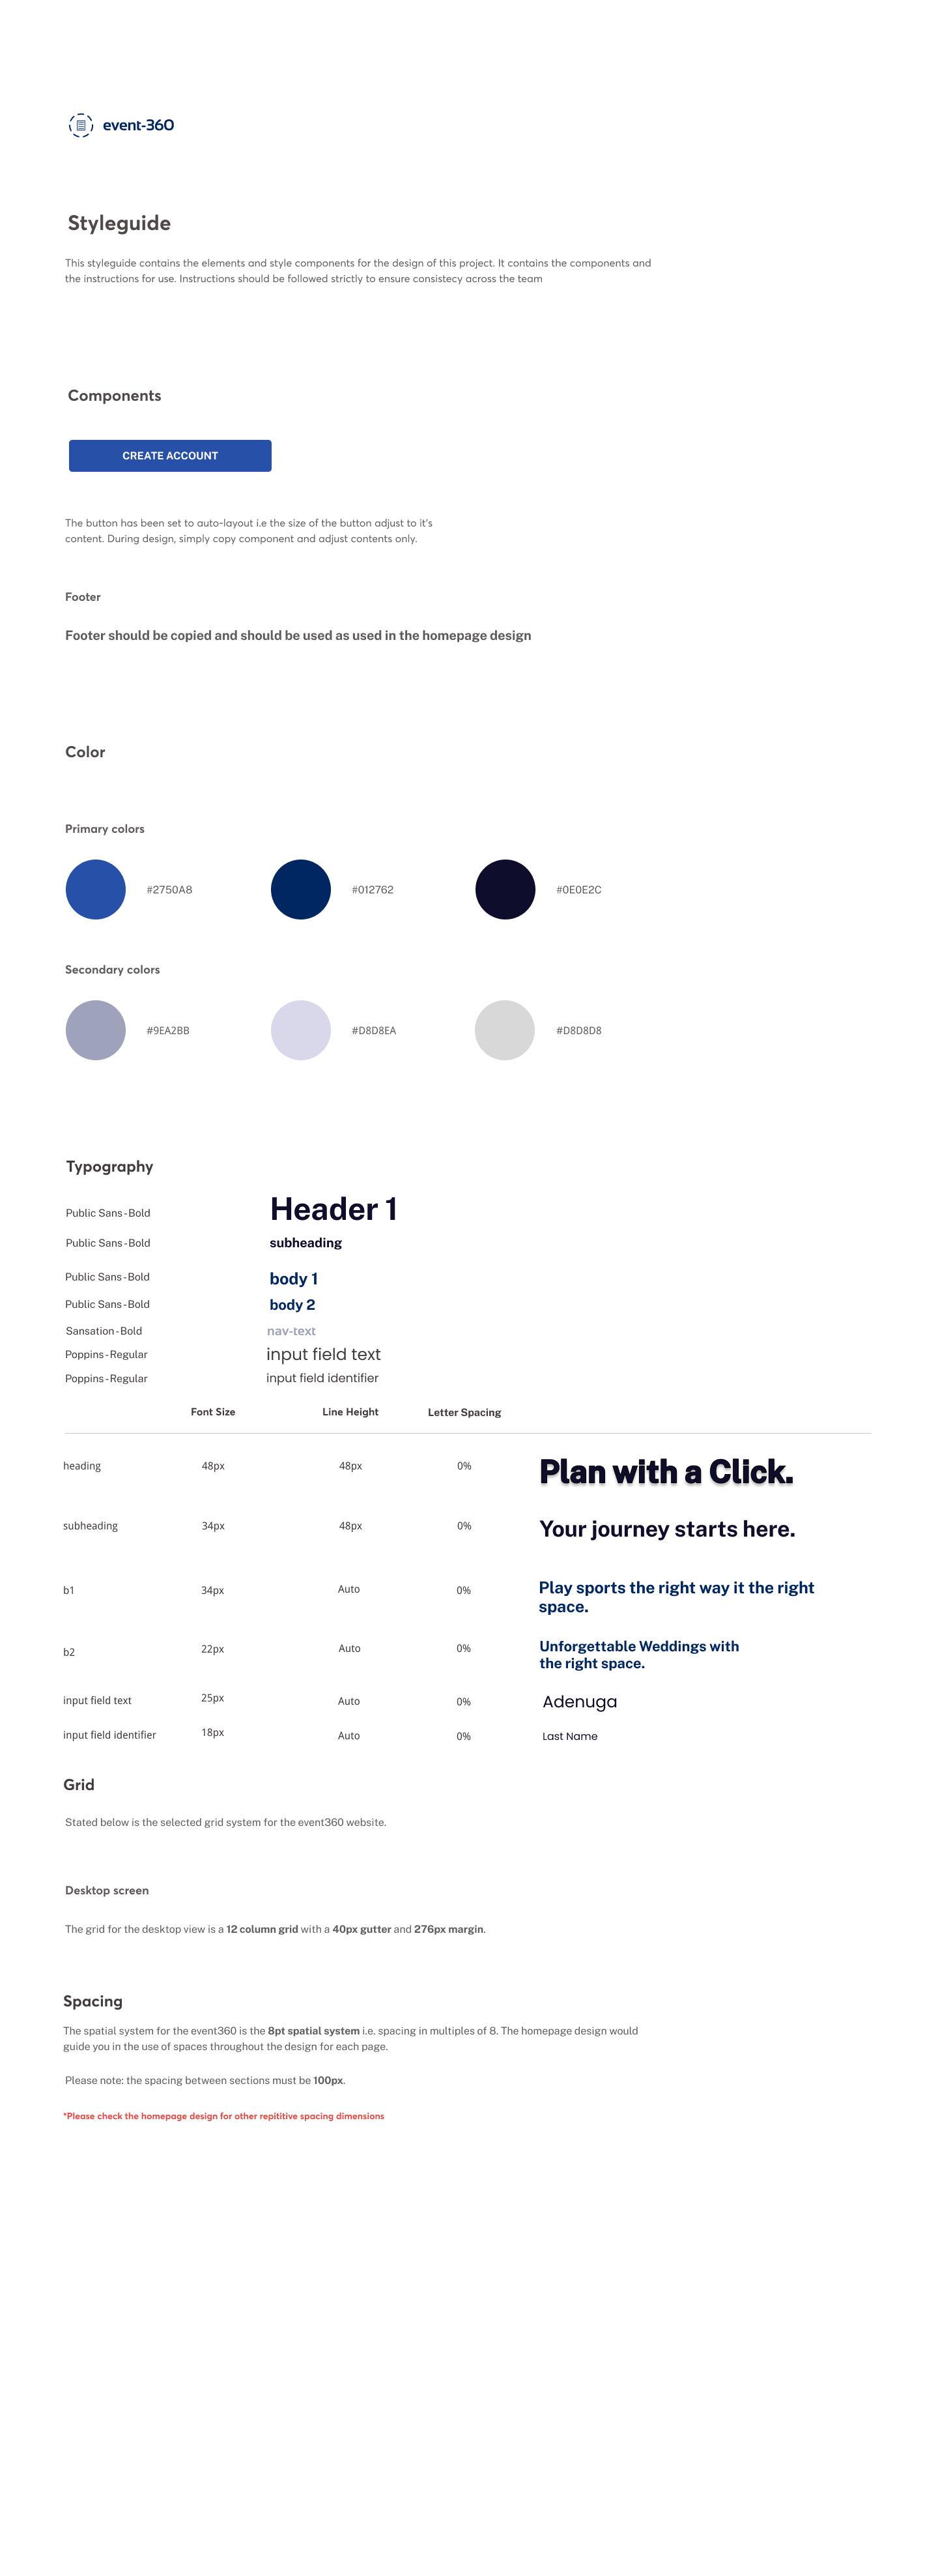 event-360
Styleguide
This styleguide contains the elements and style components for the design of this project. It contains the components and
the instructions for use. Instructions should be followed strictly to ensure consistecy across the team
Components
CREATE ACCOUNT
The button has been set to auto-layout i.e the size of the button adjust to it's
content. During design, simply copy component and adjust contents only.
Footer
Footer should be copied and should be used as used in the homepage design
Color
Primary colors
#2750A8 #012762 #0E0E2C
Secondary colors
#9EA2BB #D8D8EA #D8D8D8
Typography
Public Sans-Bold Header 1
Public Sans-Bold subheading
Public Sans-Bold body 1
Public Sans-Bold body 2
Sansation-Bold nav-text
Poppins-Regular input field text
Poppins-Regular input field identifier
Font Size Line Height Letter Spacing
heading 48px 48px 0% Plan with a Click.
subheading 34px 48px 0% Your journey starts here.
b1 34px Auto 0% Play sports the right way it the right
space.
b2 22px Auto 0% Unforgettable Weddings with
the right space.
input field text 25px Auto 0% Adenuga
input field identifier 18px Auto 0% Last Name
Grid
Stated below is the selected grid system for the event360 website.
Desktop screen
The grid for the desktop view is a 12 column grid with a 40px gutter and 276px margin.
Spacing
The spatial system for the event360 is the 8pt spatial system i.e. spacing in multiples of 8. The homepage design would
guide you in the use of spaces throughout the design for each page.
Please note: the spacing between sections must be 100px.
*Please check the homepage design for other repititive spacing dimensions